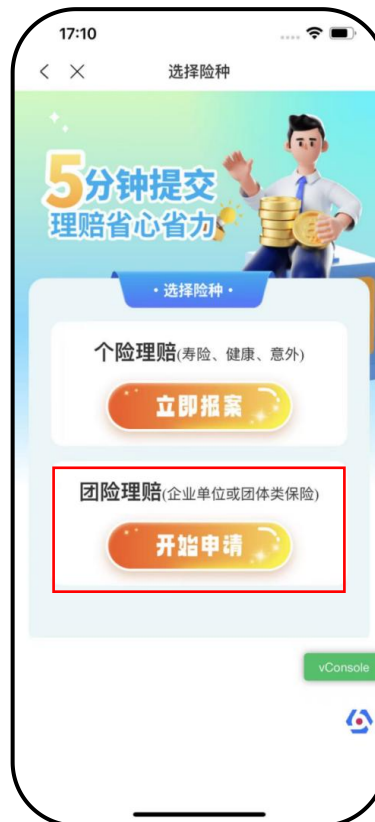 17:10
选择险种
5分钟提交
理赔省心省力
·选择险种·
个险理赔(寿险、健康、意外)
立即报案
团险理赔(企业单位或团体类保险)
开始申请
vConsole